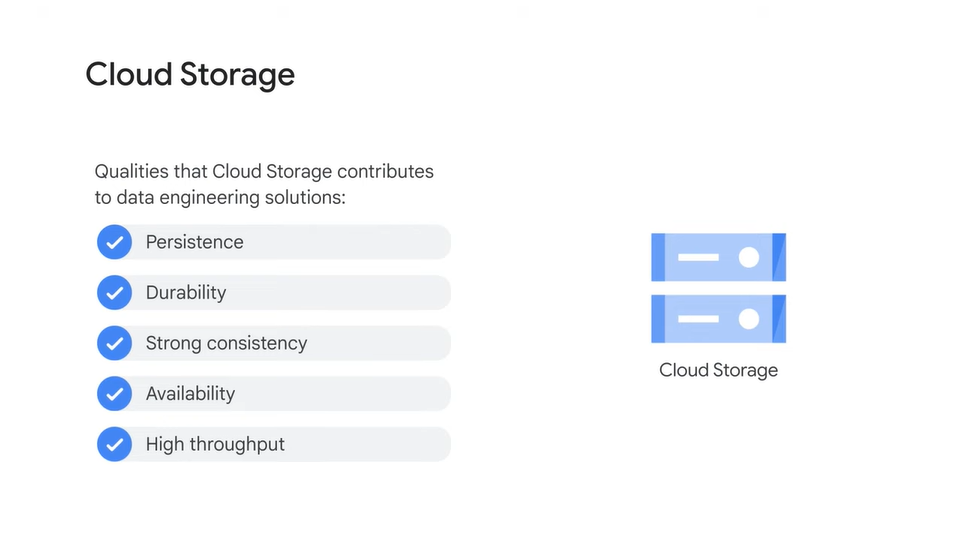 Cloud Storage
Qualities that Cloud Storage contributes
to data engineering solutions:
Persistence
Durability
Strong consistency
Availability
High throughput
Cloud Storage